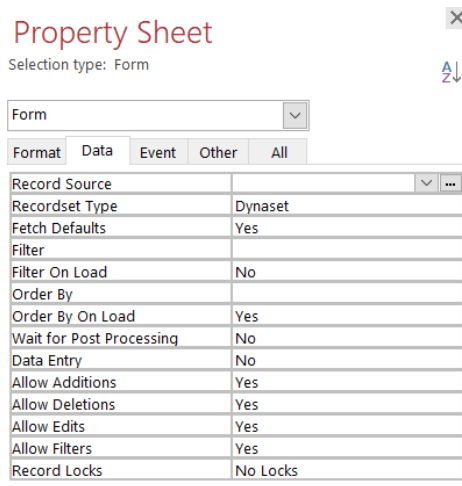 Property Sheet
Selection type: Form
A
Z
Form
Format Data Event Other All
Record Source
Recordset Type Dynaset
Fetch Defaults Yes
Filter
Filter On Load No
Order By
Order By On Load Yes
Wait for Post Processing No
Data Entry No
Allow Additions Yes
Allow Deletions Yes
Allow Edits Yes
Allow Filters Yes
Record Locks No Locks